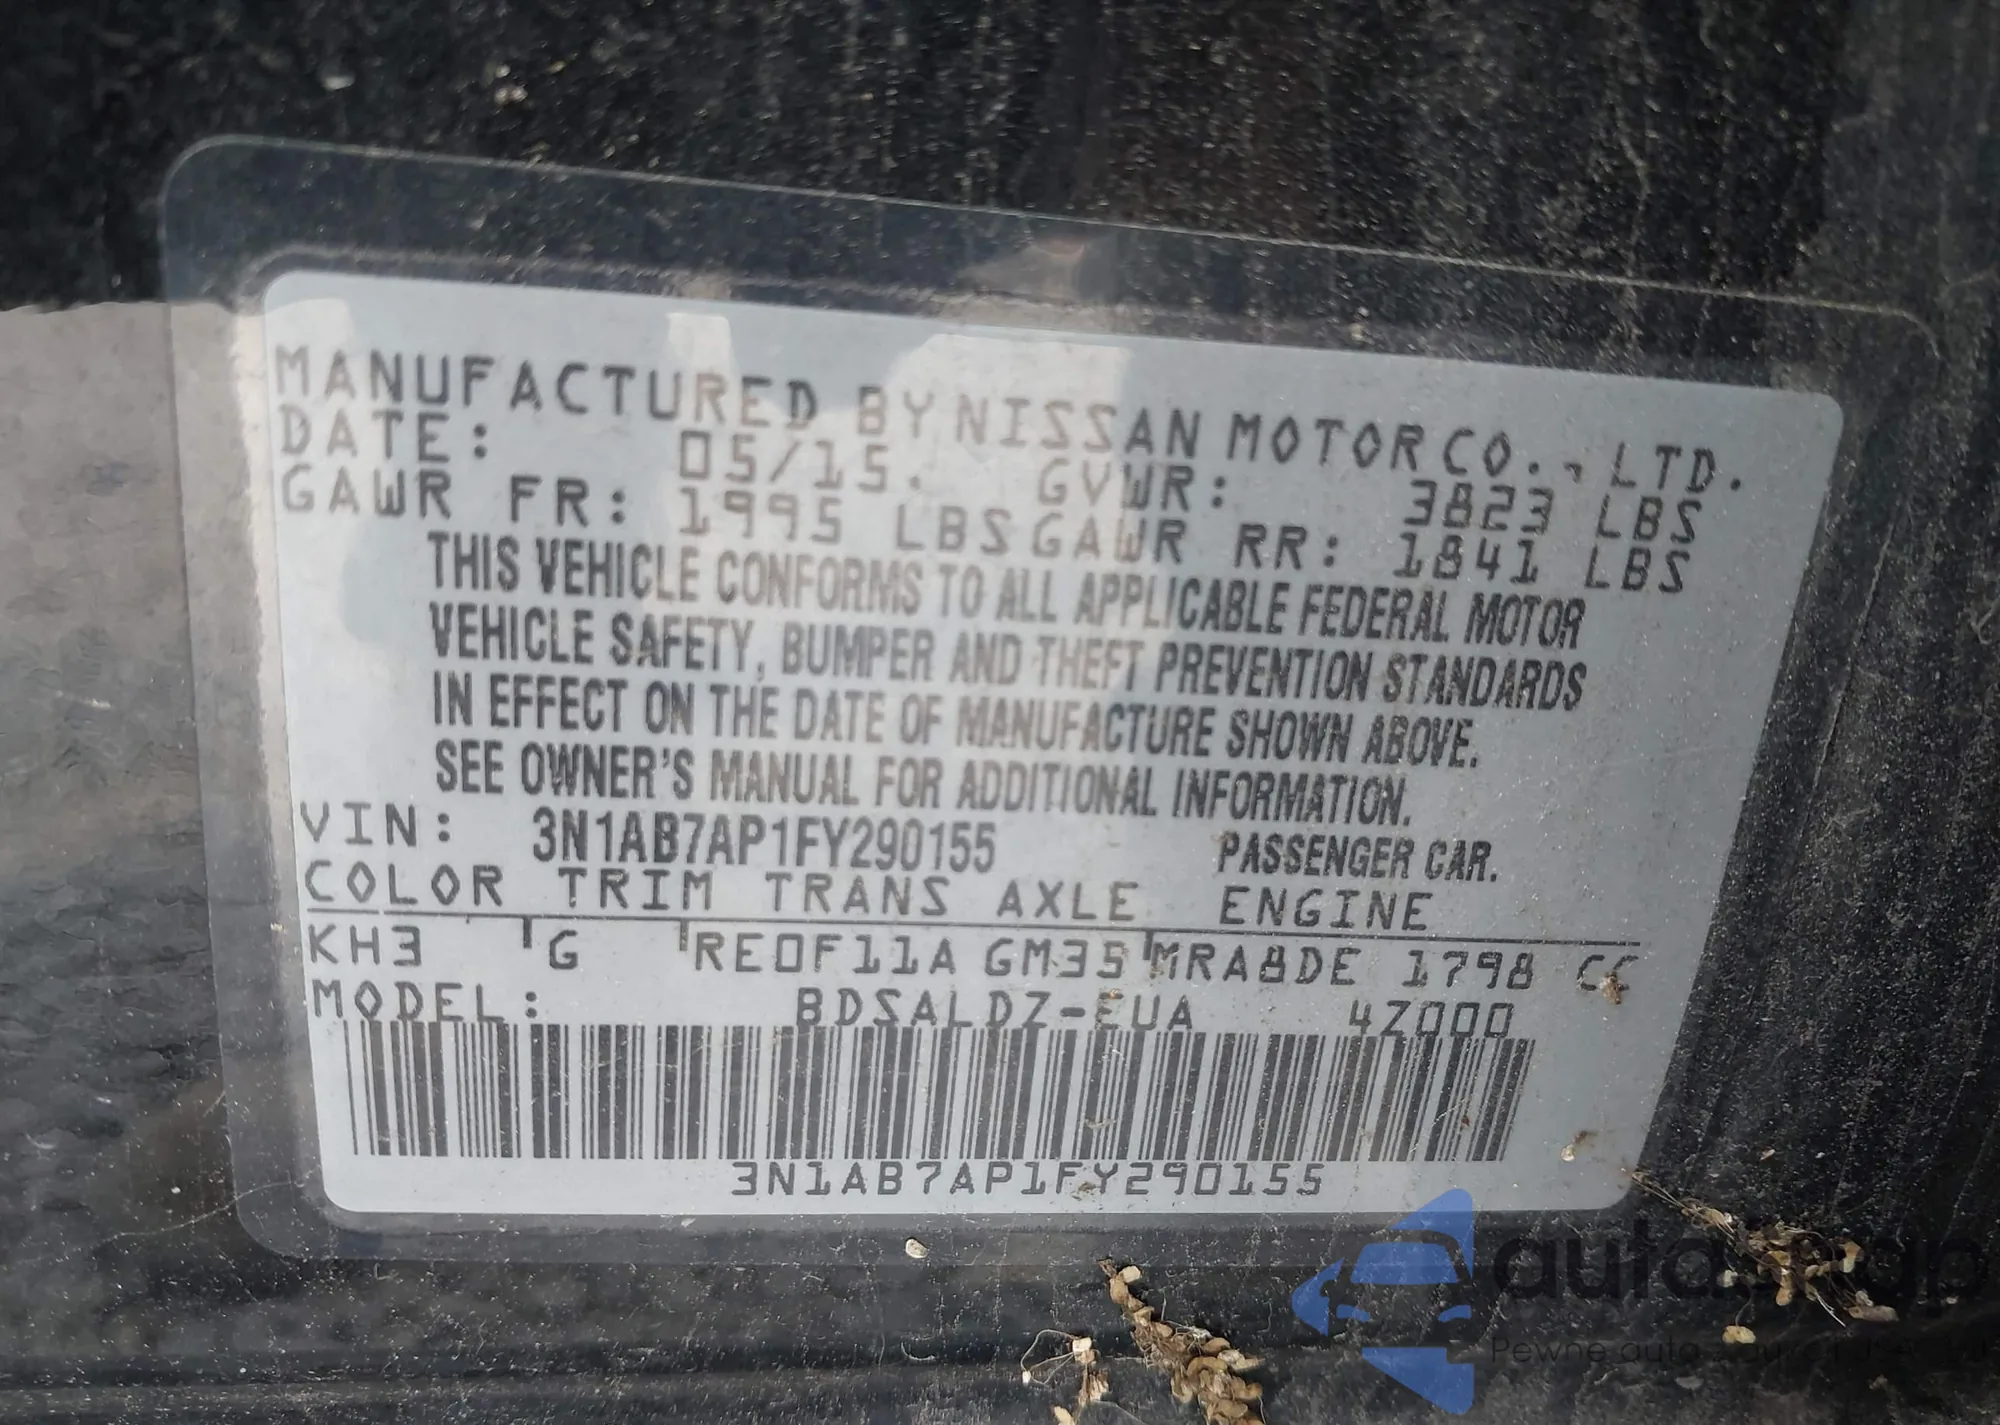 MANUFACTURED BY NISSAN MOTOR CO., LTD.
DATE: 05/15. GVWR: 3823 LBS
GAWR FR: 1995 LBS GAWR RR: 1841 LBS
THIS VEHICLE CONFORMS TO ALL APPLICABLE FEDERAL MOTOR
VEHICLE SAFETY, BUMPER AND THEFT PREVENTION STANDARDS
IN EFFECT ON THE DATE OF MANUFACTURE SHOWN ABOVE.
SEE OWNER'S MANUAL FOR ADDITIONAL INFORMATION.
VIN: 3N1AB7AP1FY290155 PASSENGER CAR.
COLOR TRIM TRANS AXLE ENGINE
KH3 G RE0F11A GM35 MRA8DE 1798 CC
MODEL: BDSALDZ-EUA 4Z000
3N1AB7AP1FY290155
autosnap
Pewne auta